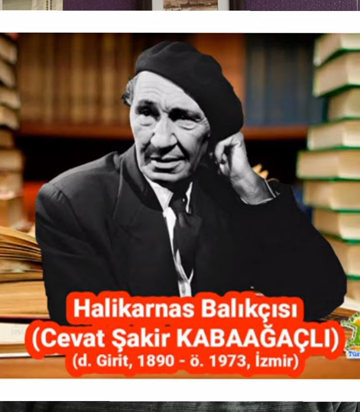 Halikarnas Balıkçısı
(Cevat Şakir KABAAĞAÇLI)
(d. Girit, 1890 - ö. 1973, İzmir)